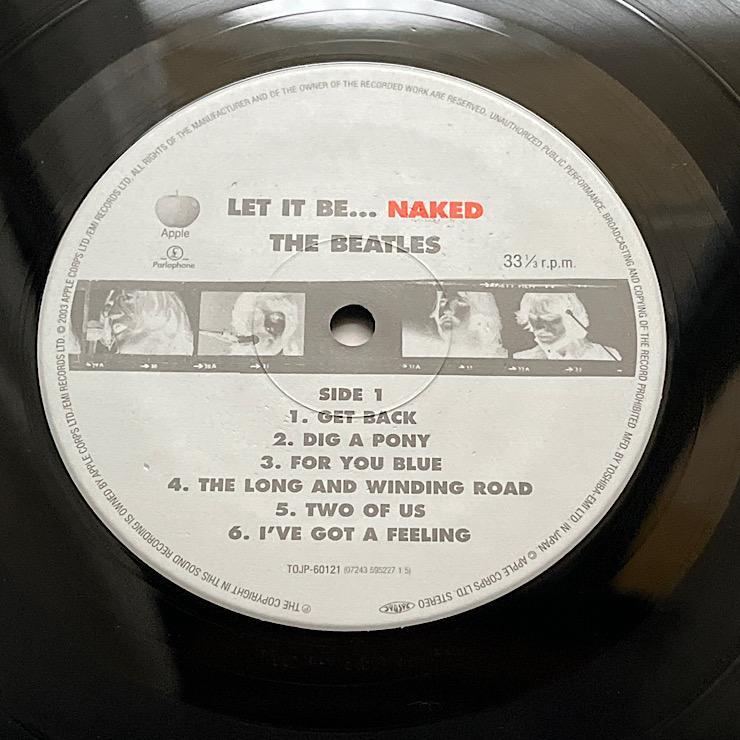 LET IT BE... NAKED
THE BEATLES
Apple
Parlophone
33 1/3 r.p.m.
SIDE 1
1. GET BACK
2. DIG A PONY
3. FOR YOU BLUE
4. THE LONG AND WINDING ROAD
5. TWO OF US
6. I'VE GOT A FEELING
TOJP-60121 (07243 595227 1 5)
℗ THE COPYRIGHT IN THIS SOUND RECORDING IS OWNED BY APPLE CORPS LTD./EMI RECORDS LTD. © 2003 APPLE CORPS LTD./EMI RECORDS LTD. ALL RIGHTS OF THE MANUFACTURER AND OF THE OWNER OF THE RECORDED WORK ARE RESERVED. UNAUTHORIZED PUBLIC PERFORMANCE, BROADCASTING AND COPYING OF THE RECORD PROHIBITED. MFD. BY TOSHIBA-EMI LTD. IN JAPAN © APPLE CORPS LTD. STEREO